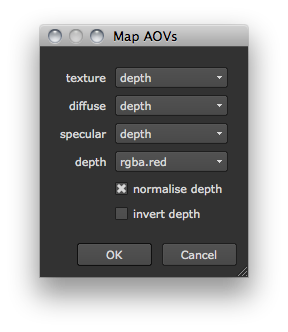 Map AOVs
texture depth
diffuse depth
specular depth
depth rgba.red
normalise depth
invert depth
OK Cancel